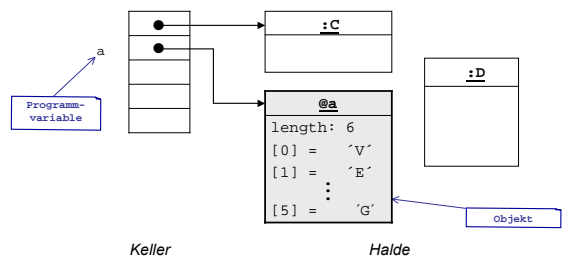 :C
a
:D
Programm-
variable
@a
length: 6
[0] = ´V´
[1] = ´E´
⋮
[5] = ´G´
Objekt
Keller
Halde